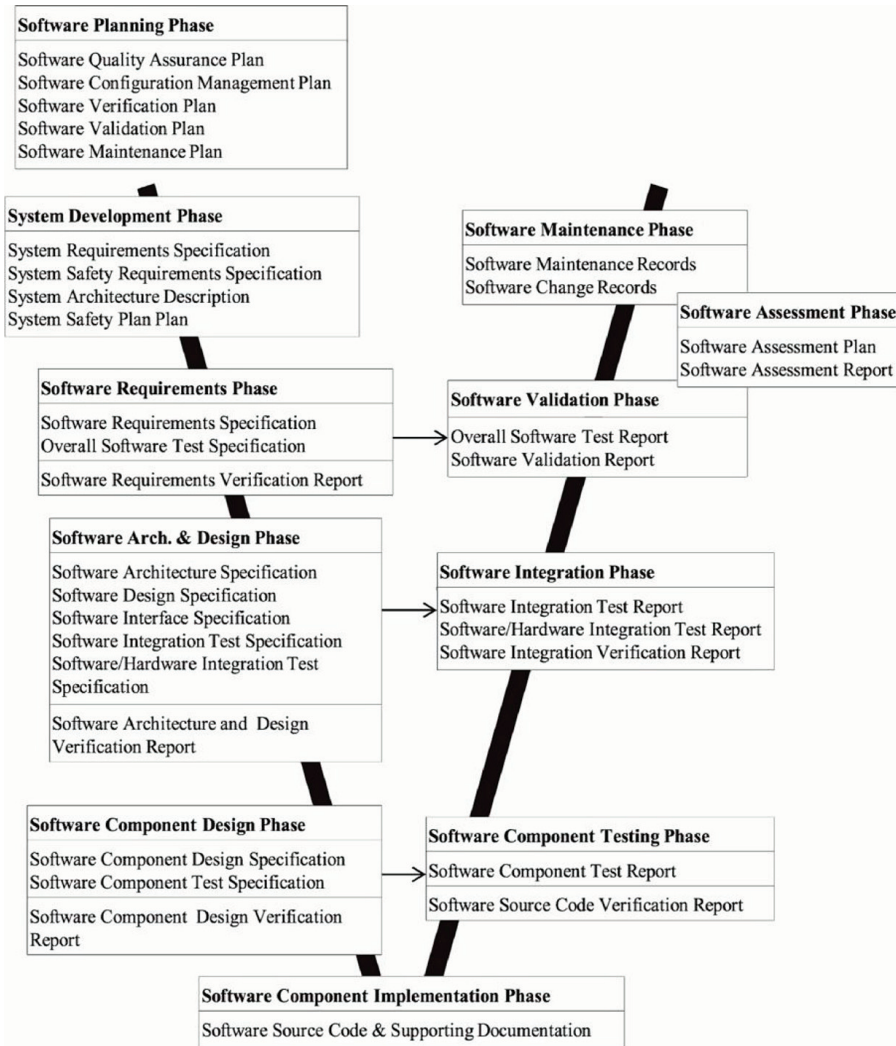 Software Planning Phase
Software Quality Assurance Plan
Software Configuration Management Plan
Software Verification Plan
Software Validation Plan
Software Maintenance Plan
System Development Phase
System Requirements Specification
System Safety Requirements Specification
System Architecture Description
System Safety Plan Plan
Software Maintenance Phase
Software Maintenance Records
Software Change Records
Software Assessment Phase
Software Assessment Plan
Software Assessment Report
Software Requirements Phase
Software Requirements Specification
Overall Software Test Specification
Software Requirements Verification Report
Software Validation Phase
Overall Software Test Report
Software Validation Report
Software Arch. & Design Phase
Software Architecture Specification
Software Design Specification
Software Interface Specification
Software Integration Test Specification
Software/Hardware Integration Test
Specification
Software Architecture and Design
Verification Report
Software Integration Phase
Software Integration Test Report
Software/Hardware Integration Test Report
Software Integration Verification Report
Software Component Design Phase
Software Component Design Specification
Software Component Test Specification
Software Component Design Verification
Report
Software Component Testing Phase
Software Component Test Report
Software Source Code Verification Report
Software Component Implementation Phase
Software Source Code & Supporting Documentation